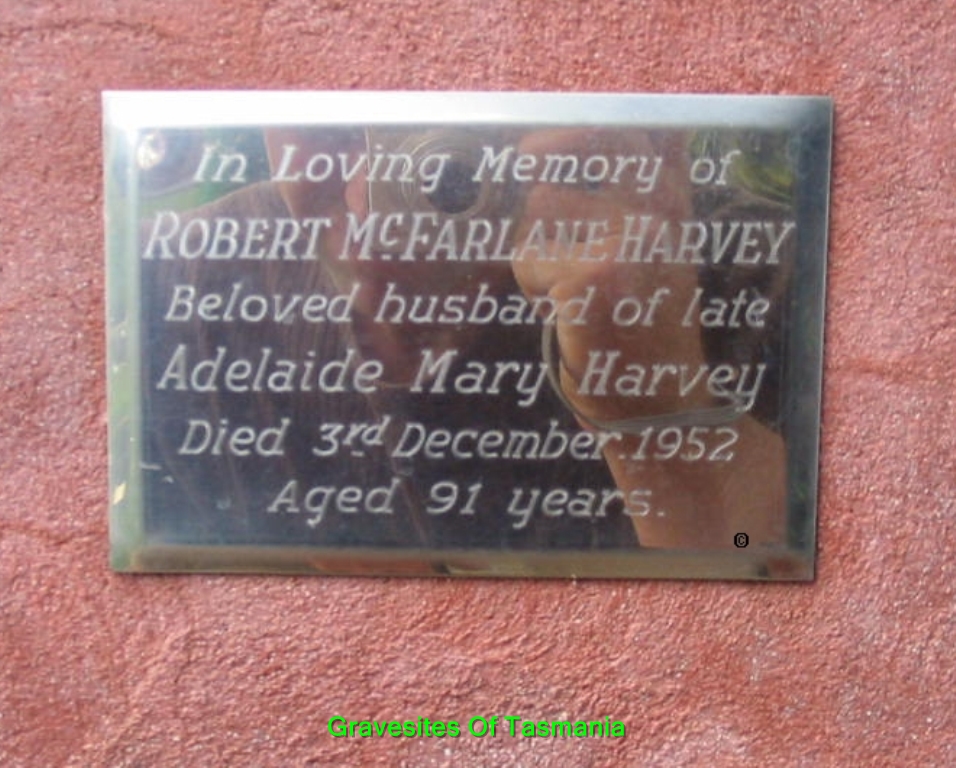 In Loving Memory of
ROBERT McFARLANE HARVEY
Beloved husband of late
Adelaide Mary Harvey
Died 3rd December.1952
Aged 91 years.
©
Gravesites Of Tasmania